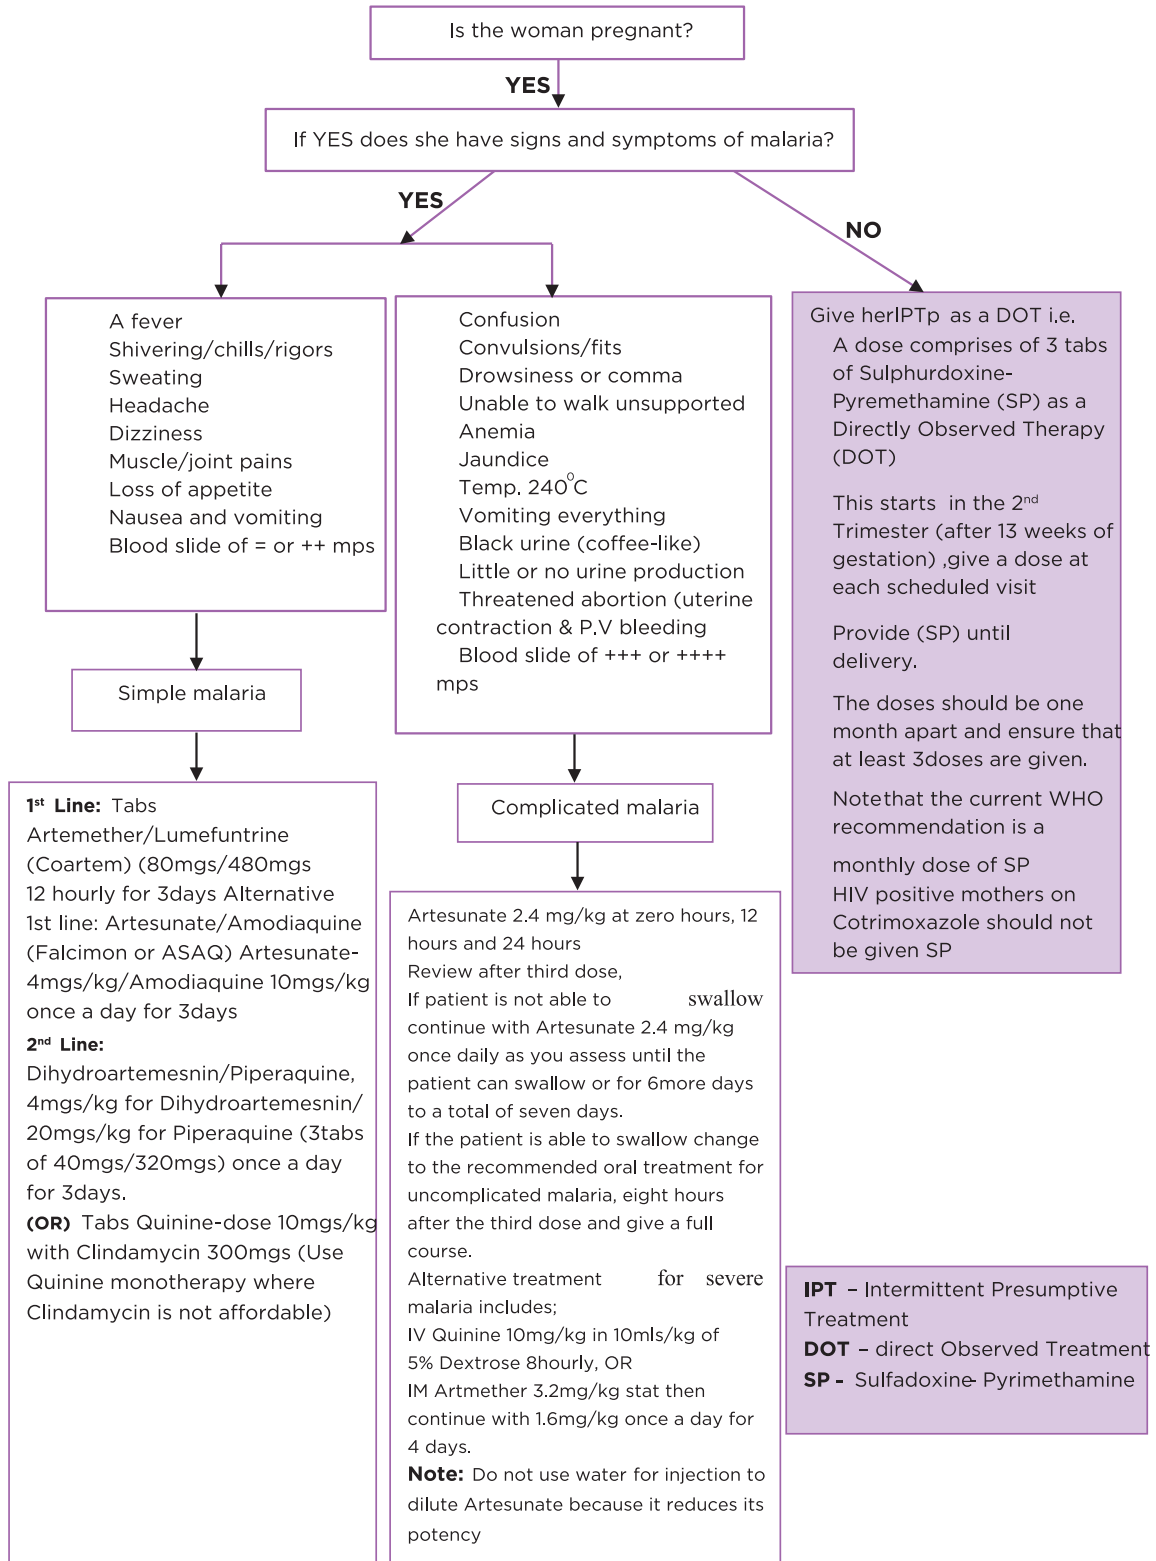 Is the woman pregnant?
YES
If YES does she have signs and symptoms of malaria?
YES
NO
A fever
Shivering/chills/rigors
Sweating
Headache
Dizziness
Muscle/joint pains
Loss of appetite
Nausea and vomiting
Blood slide of = or ++ mps
Simple malaria
1st Line: Tabs
Artemether/Lumefuntrine
(Coartem) (80mgs/480mgs
12 hourly for 3days Alternative
1st line: Artesunate/Amodiaquine
(Falcimon or ASAQ) Artesunate-
4mgs/kg/Amodiaquine 10mgs/kg
once a day for 3days
2nd Line:
Dihydroartemesnin/Piperaquine,
4mgs/kg for Dihydroartemesnin/
20mgs/kg for Piperaquine (3tabs
of 40mgs/320mgs) once a day
for 3days.
(OR) Tabs Quinine-dose 10mgs/kg
with Clindamycin 300mgs (Use
Quinine monotherapy where
Clindamycin is not affordable)
Confusion
Convulsions/fits
Drowsiness or comma
Unable to walk unsupported
Anemia
Jaundice
Temp. 240°C
Vomiting everything
Black urine (coffee-like)
Little or no urine production
Threatened abortion (uterine
contraction & P.V bleeding
Blood slide of +++ or ++++
mps
Complicated malaria
Artesunate 2.4 mg/kg at zero hours, 12
hours and 24 hours
Review after third dose,
If patient is not able to swallow
continue with Artesunate 2.4 mg/kg
once daily as you assess until the
patient can swallow or for 6more days
to a total of seven days.
If the patient is able to swallow change
to the recommended oral treatment for
uncomplicated malaria, eight hours
after the third dose and give a full
course.
Alternative treatment for severe
malaria includes;
IV Quinine 10mg/kg in 10mls/kg of
5% Dextrose 8hourly, OR
IM Artmether 3.2mg/kg stat then
continue with 1.6mg/kg once a day for
4 days.
Note: Do not use water for injection to
dilute Artesunate because it reduces its
potency
Give herIPTp as a DOT i.e.
A dose comprises of 3 tabs
of Sulphurdoxine-
Pyremethamine (SP) as a
Directly Observed Therapy
(DOT)
This starts in the 2nd
Trimester (after 13 weeks of
gestation) ,give a dose at
each scheduled visit
Provide (SP) until
delivery.
The doses should be one
month apart and ensure that
at least 3doses are given.
Notethat the current WHO
recommendation is a
monthly dose of SP
HIV positive mothers on
Cotrimoxazole should not
be given SP
IPT – Intermittent Presumptive
Treatment
DOT – direct Observed Treatment
SP - Sulfadoxine- Pyrimethamine